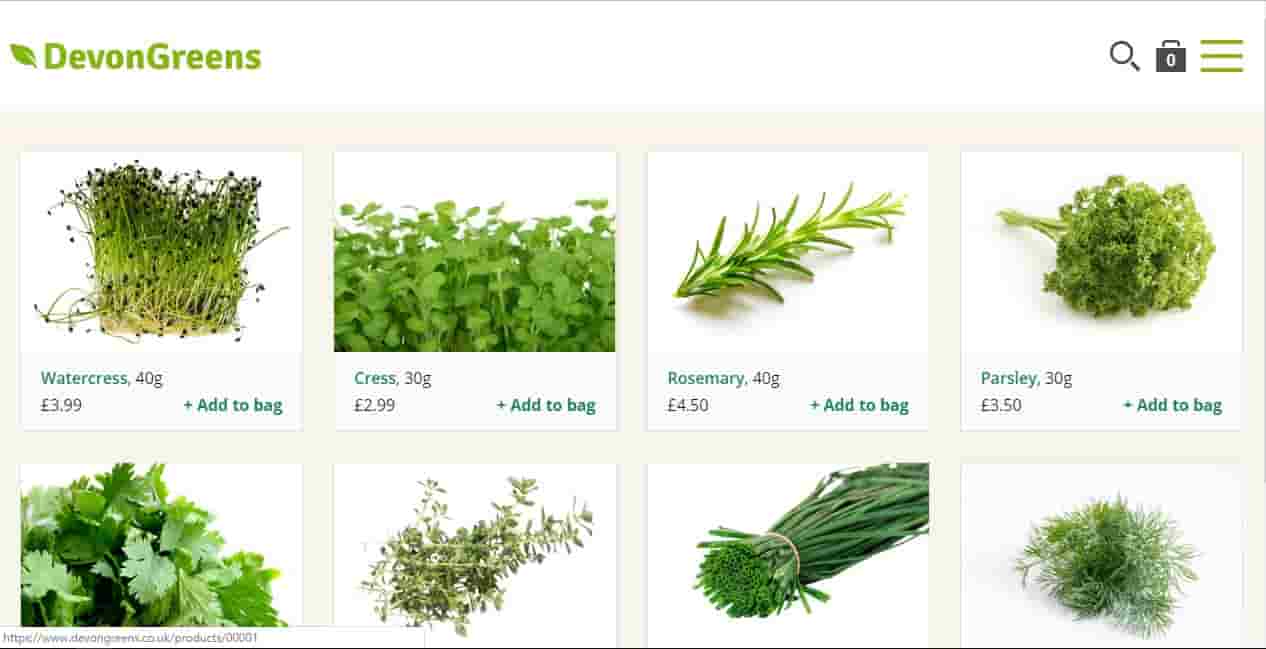 DevonGreens
0
Watercress, 40g
£3.99 + Add to bag
Cress, 30g
£2.99 + Add to bag
Rosemary, 40g
£4.50 + Add to bag
Parsley, 30g
£3.50 + Add to bag
https://www.devongreens.co.uk/products/00001